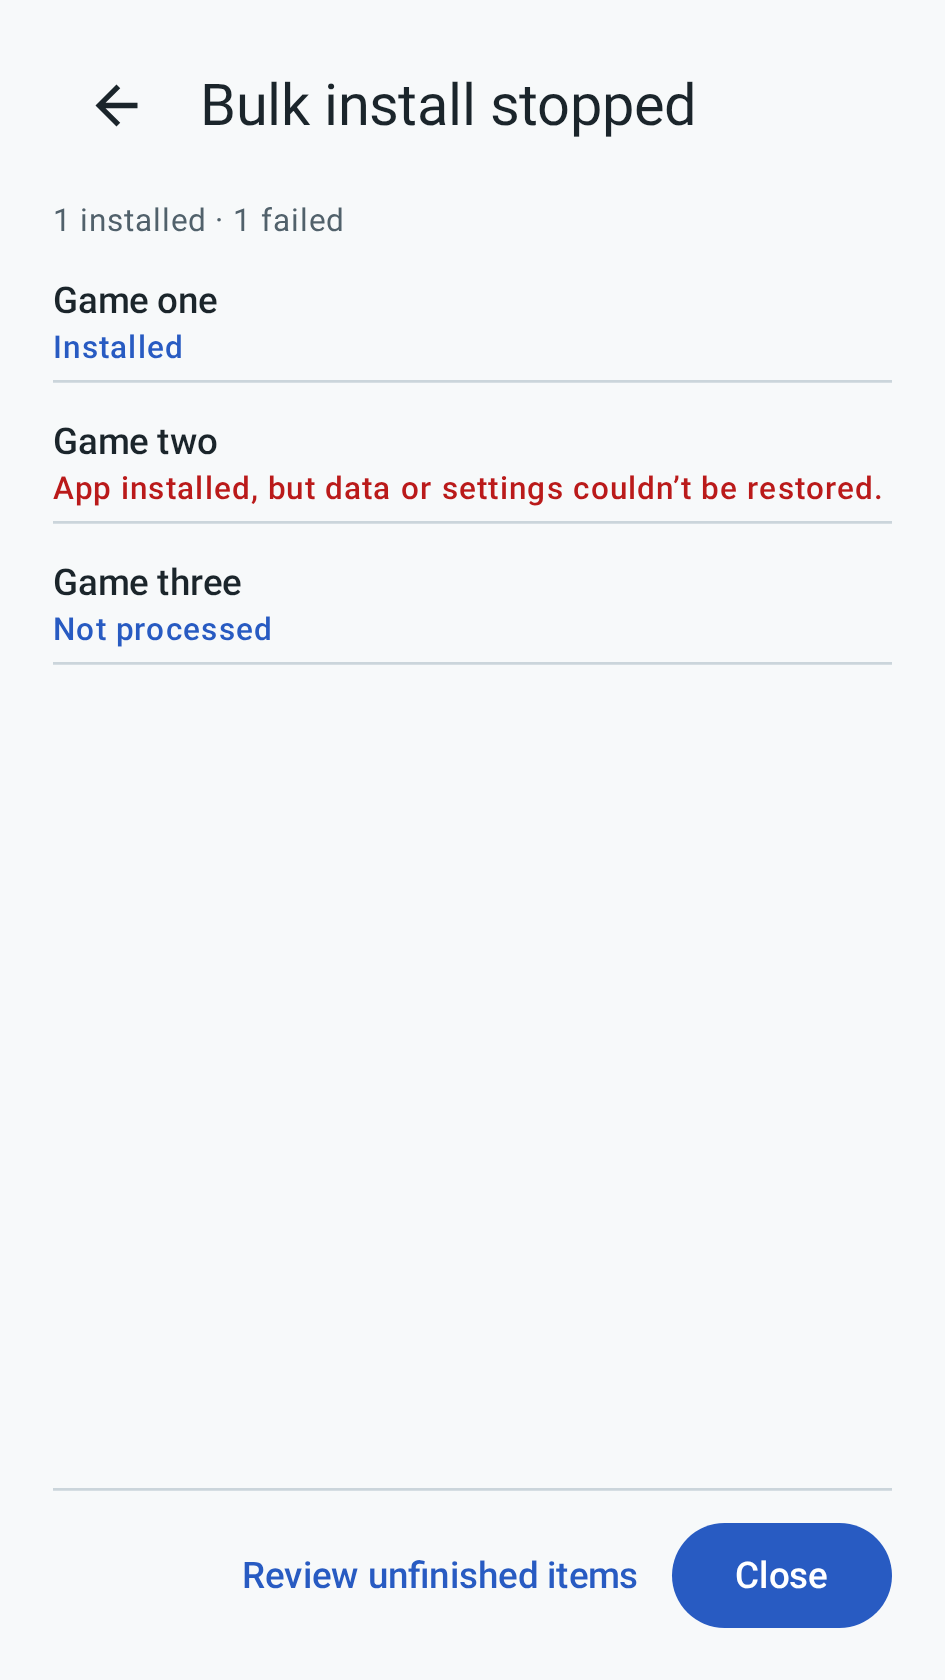 Bulk install stopped
1 installed · 1 failed
Game one
Installed
Game two
App installed, but data or settings couldn’t be restored.
Game three
Not processed
Review unfinished items
Close